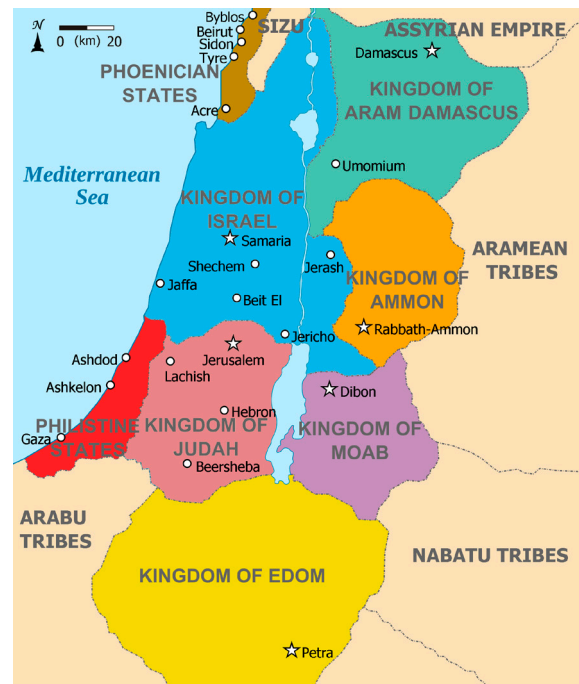 Byblos
SIZU
N
Beirut
ASSYRIAN EMPIRE
0 (km) 20
Sidon
Damascus
Tyre
PHOENICIAN
STATES
KINGDOM OF
ARAM DAMASCUS
Acre
Umomium
Mediterranean
Sea
KINGDOM OF
ISRAEL
Samaria
ARAMEAN
TRIBES
Shechem
Jerash
KINGDOM OF
AMMON
Jaffa
Beit El
Rabbath-Ammon
Jericho
Ashdod
Jerusalem
Lachish
Ashkelon
Dibon
Hebron
PHILISTINE
STATES
KINGDOM OF
JUDAH
KINGDOM OF
MOAB
Gaza
Beersheba
ARABU
TRIBES
NABATU TRIBES
KINGDOM OF EDOM
Petra